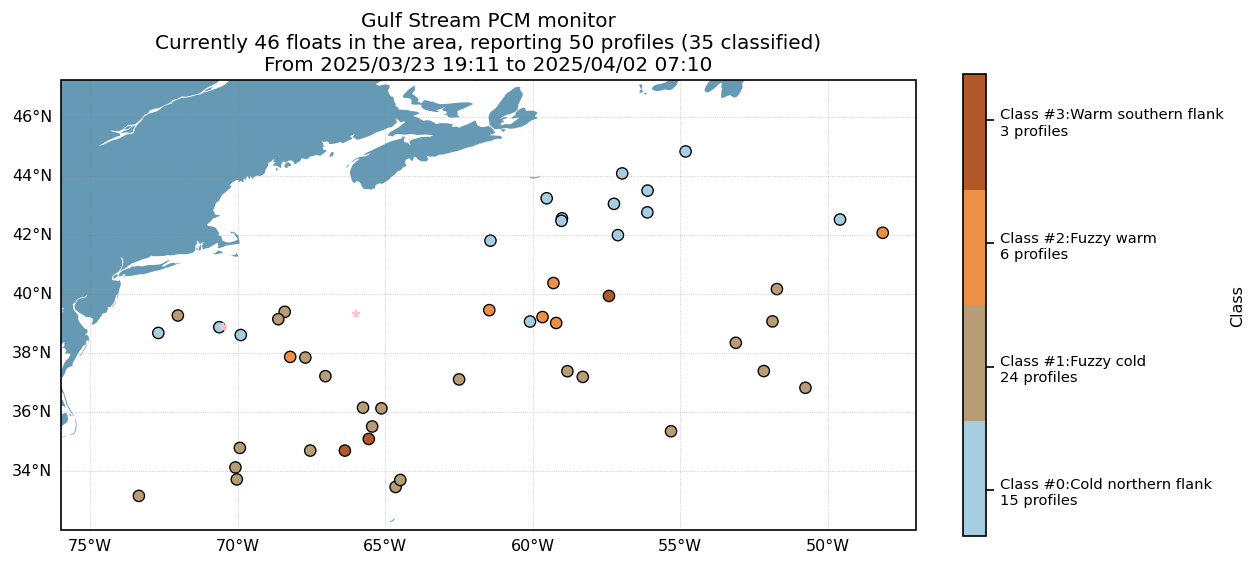 Gulf Stream PCM monitor
Currently 46 floats in the area, reporting 50 profiles (35 classified)
From 2025/03/23 19:11 to 2025/04/02 07:10
46°N
44°N
42°N
40°N
38°N
36°N
34°N
75°W
70°W
65°W
60°W
55°W
50°W
Class #3:Warm southern flank
3 profiles
Class #2:Fuzzy warm
6 profiles
Class #1:Fuzzy cold
24 profiles
Class #0:Cold northern flank
15 profiles
Class